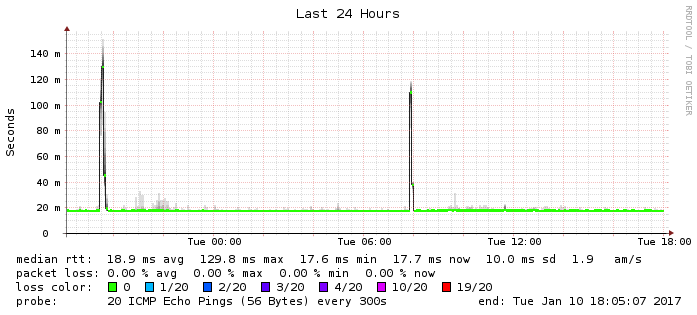 Last 24 Hours
RRDTOOL / TOBI OETIKER
Seconds
140 m
120 m
100 m
80 m
60 m
40 m
20 m
0
Tue 00:00 Tue 06:00 Tue 12:00 Tue 18:00
median rtt: 18.9 ms avg 129.8 ms max 17.6 ms min 17.7 ms now 10.0 ms sd 1.9 am/s
packet loss: 0.00 % avg 0.00 % max 0.00 % min 0.00 % now
loss color: 0 1/20 2/20 3/20 4/20 10/20 19/20
probe: 20 ICMP Echo Pings (56 Bytes) every 300s end: Tue Jan 10 18:05:07 2017